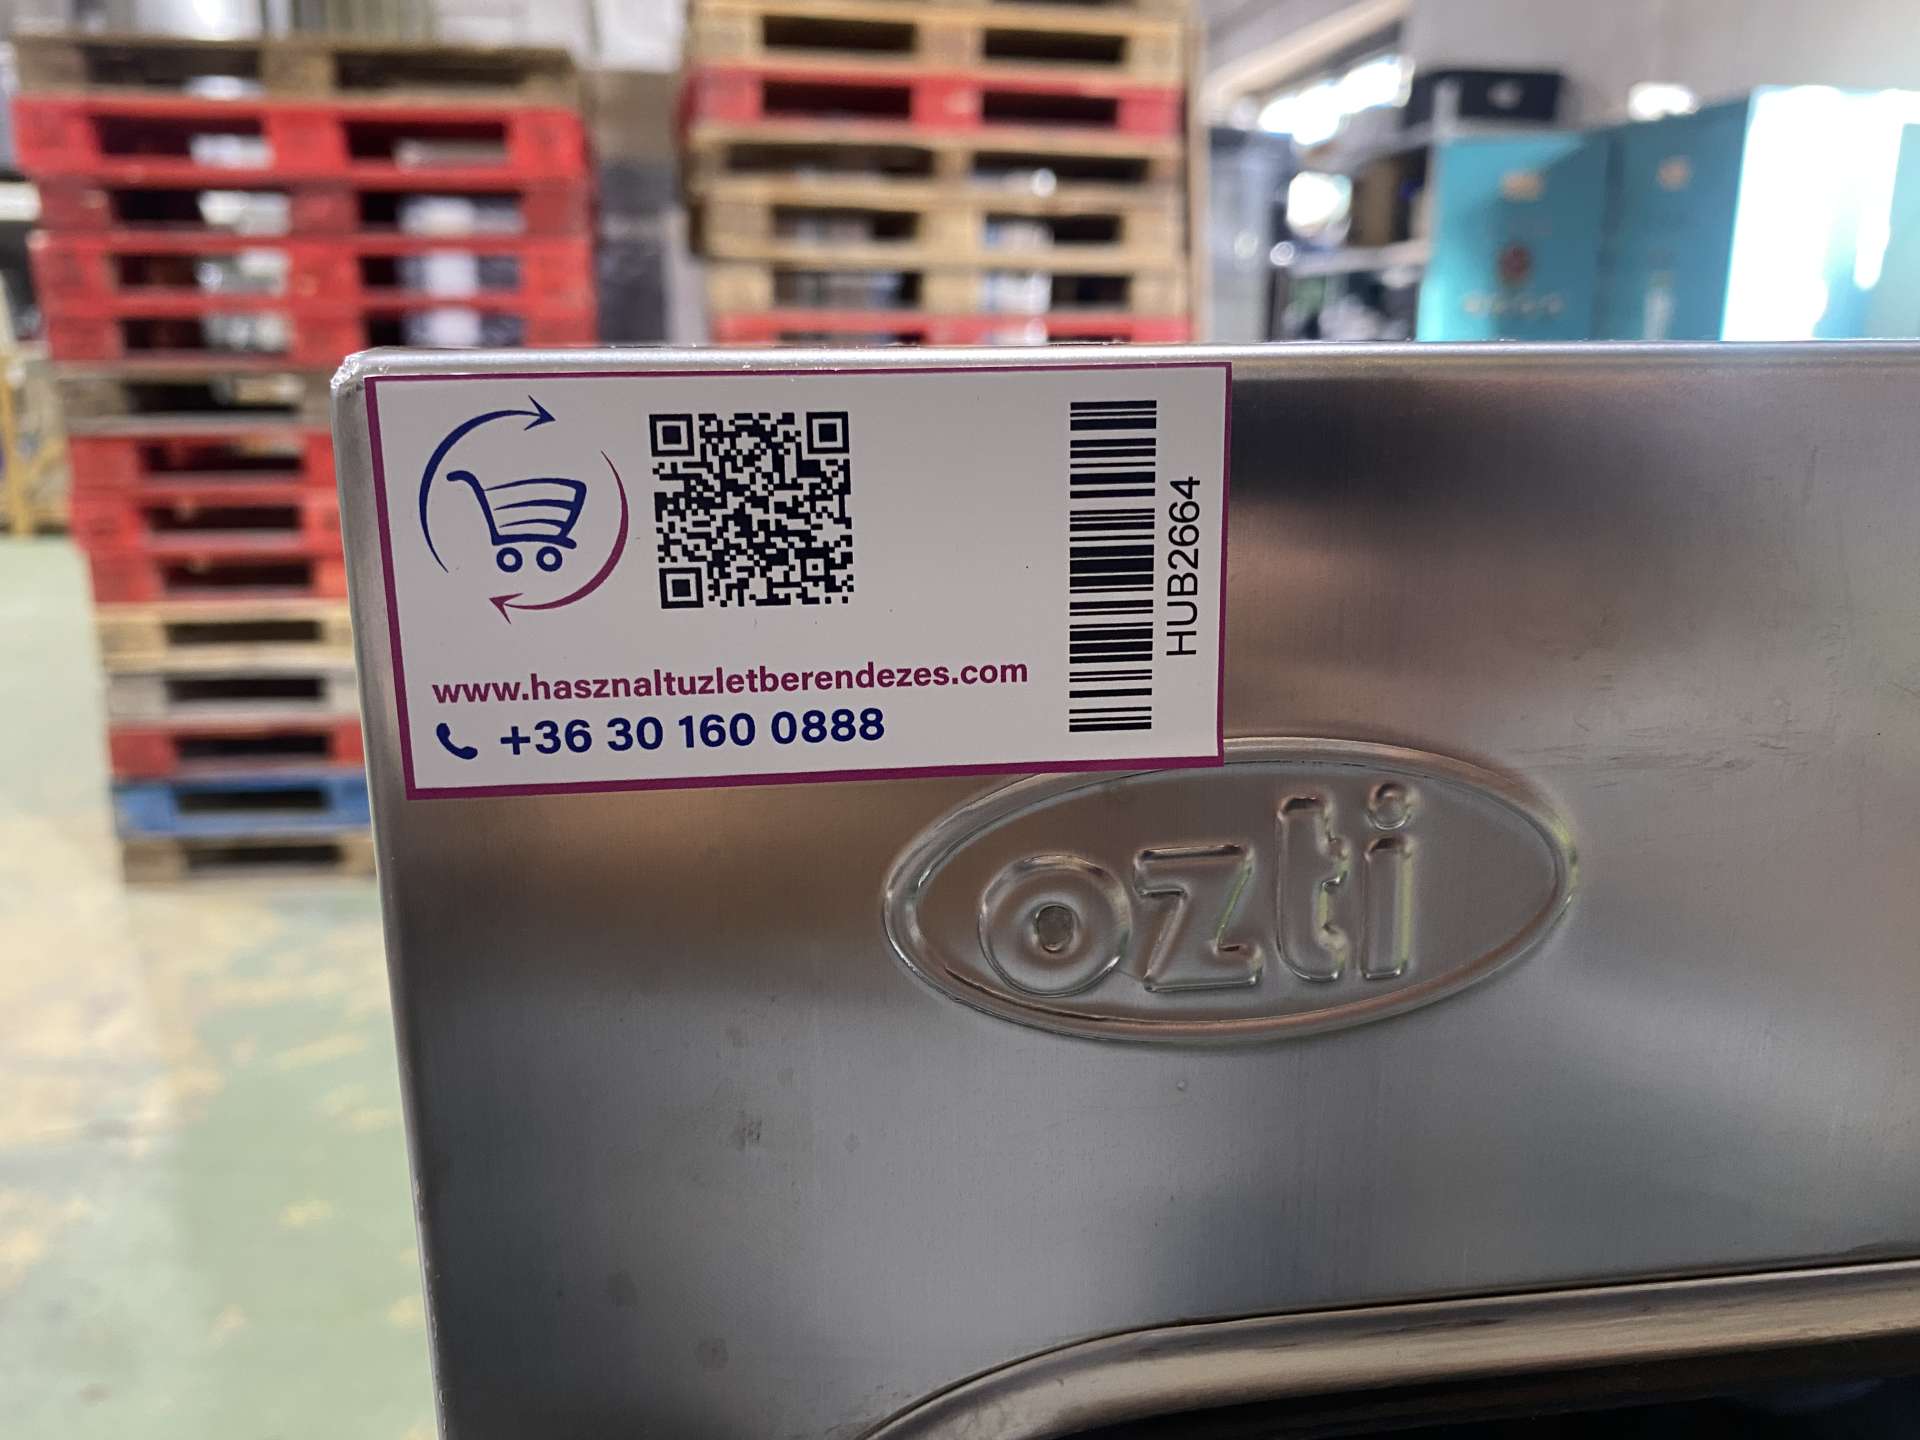 www.hasznaltuzletberendezes.com
+36 30 160 0888
HUB2664
ozti